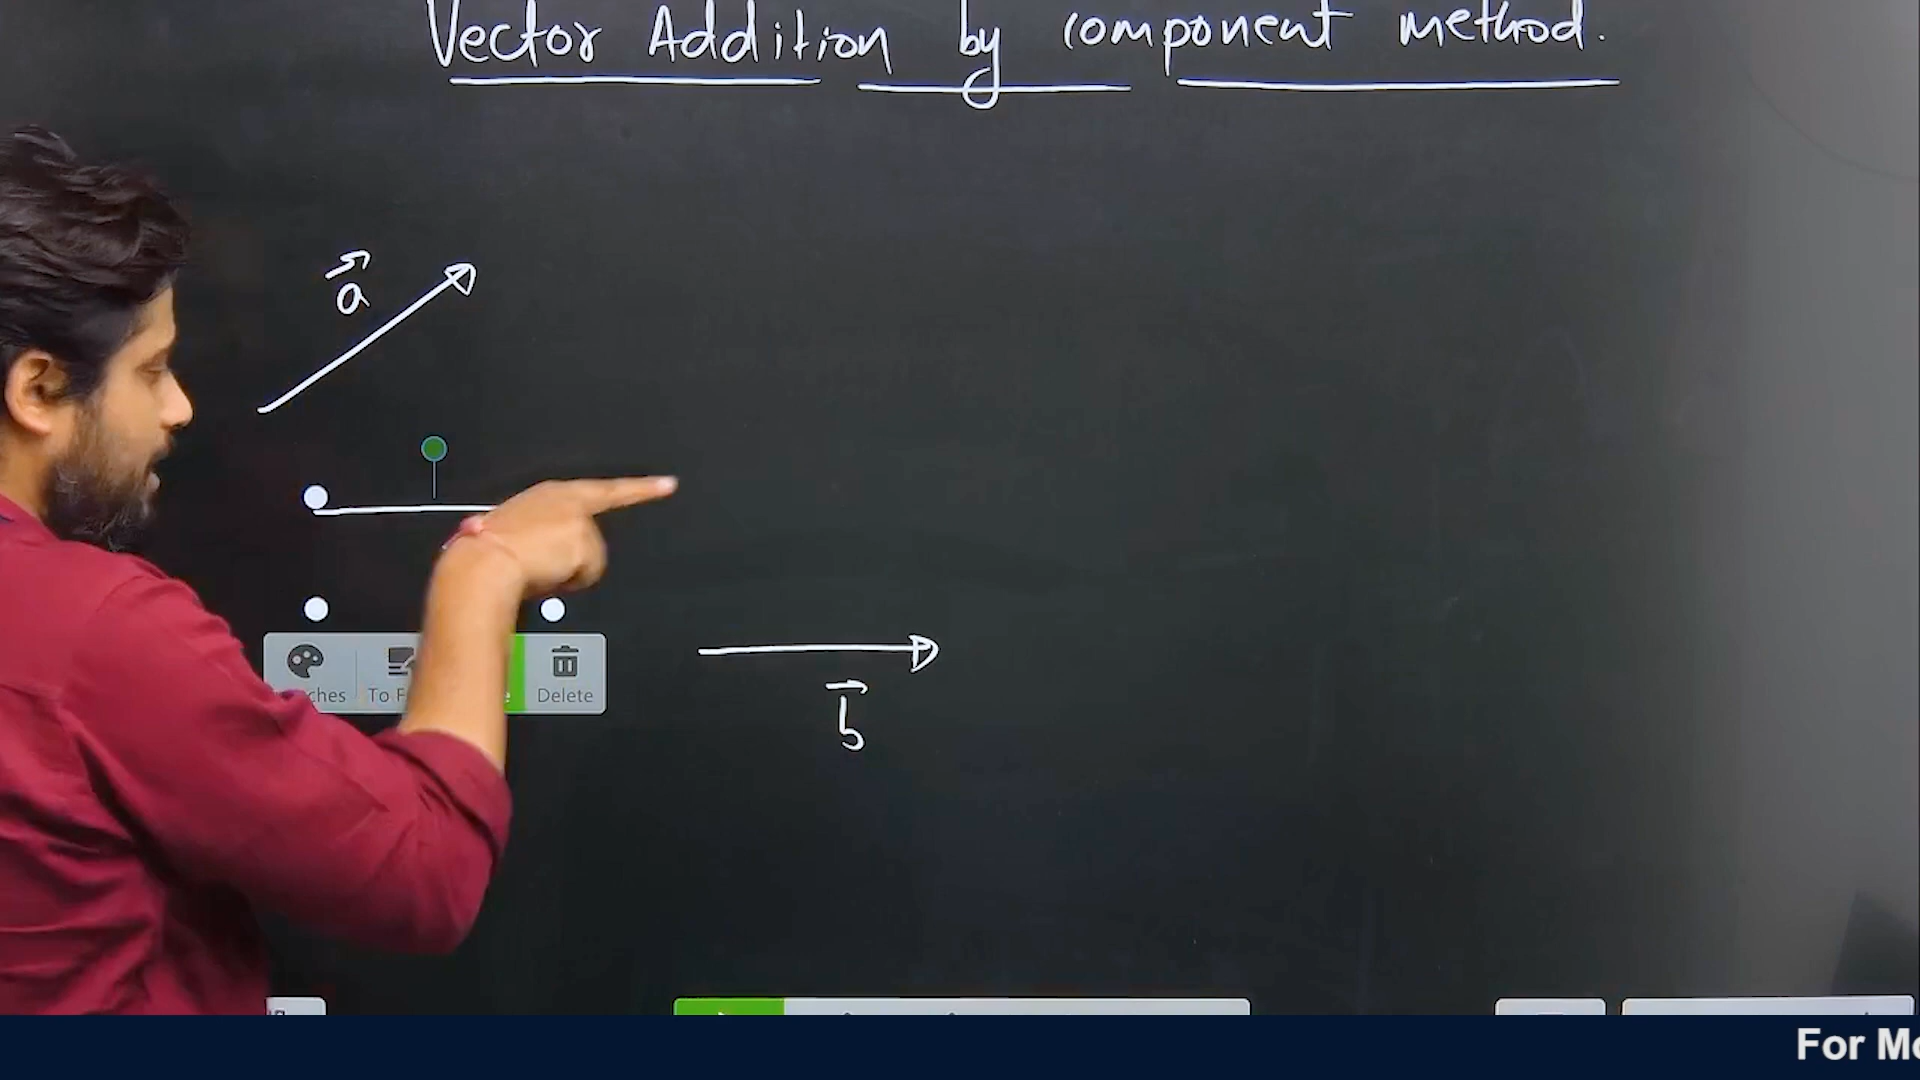 Vector Addition by component method.
a
Delete
b
For